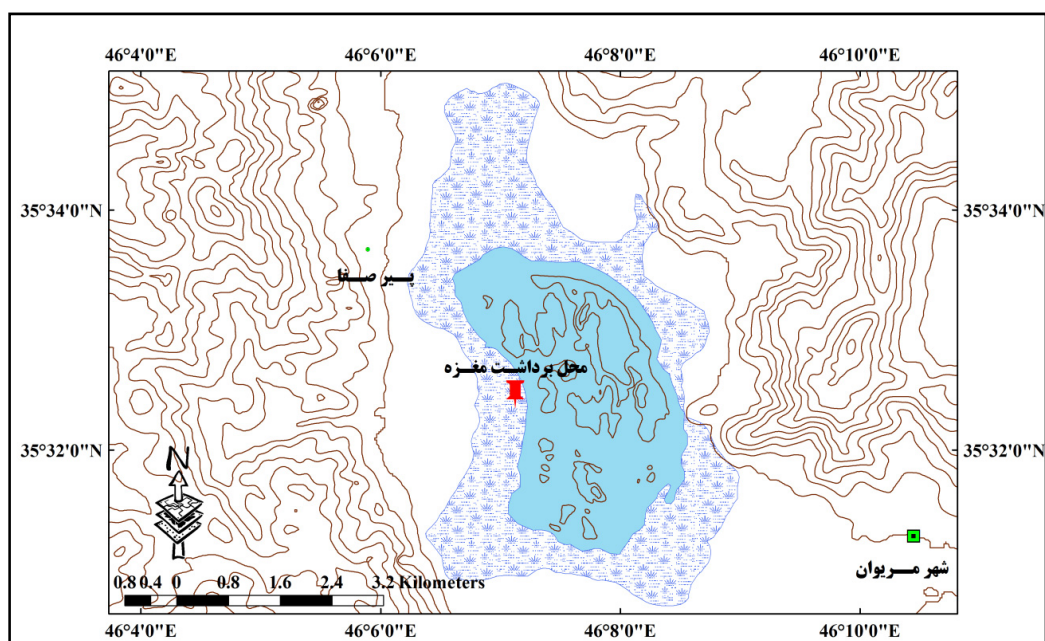 46°4'0"E 46°6'0"E 46°8'0"E 46°10'0"E
35°34'0"N 35°34'0"N
پیر صفا
محل برداشت مغزه
35°32'0"N 35°32'0"N
N
شهر مریوان
0.8 0.4 0 0.8 1.6 2.4 3.2 Kilometers
46°4'0"E 46°6'0"E 46°8'0"E 46°10'0"E